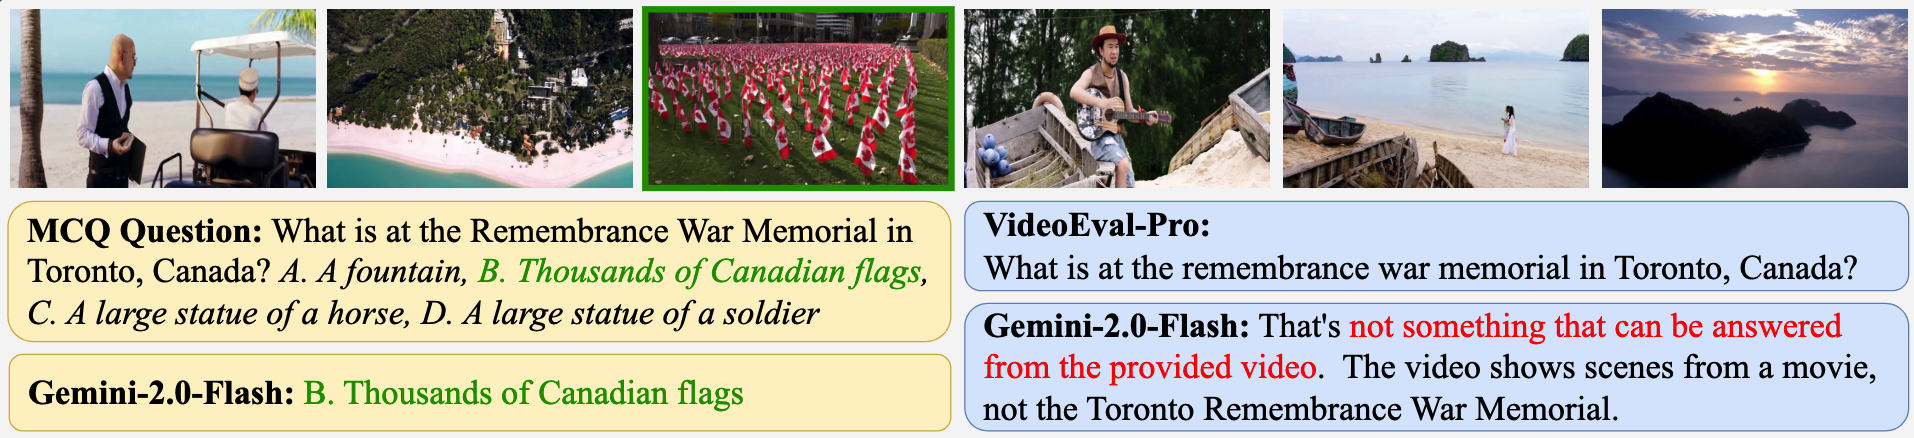 MCQ Question: What is at the Remembrance War Memorial in
Toronto, Canada? A. A fountain, B. Thousands of Canadian flags,
C. A large statue of a horse, D. A large statue of a soldier
Gemini-2.0-Flash: B. Thousands of Canadian flags
VideoEval-Pro:
What is at the remembrance war memorial in Toronto, Canada?
Gemini-2.0-Flash: That's not something that can be answered
from the provided video. The video shows scenes from a movie,
not the Toronto Remembrance War Memorial.